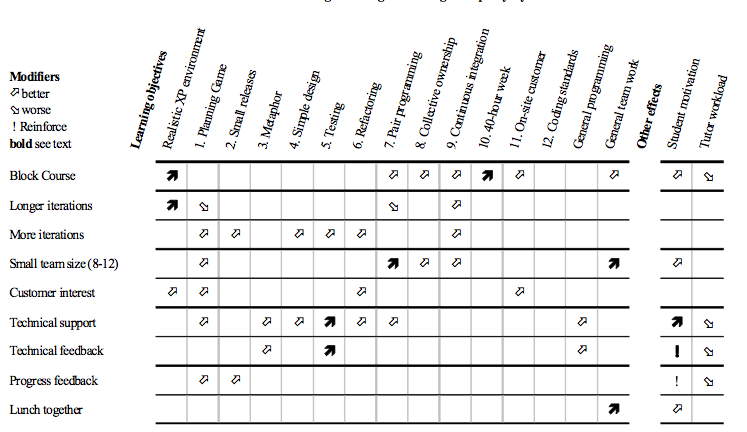 Modifiers
⬀ better
⬂ worse
! Reinforce
bold see text
Learning objectives
Realistic XP environment
1. Planning Game
2. Small releases
3. Metaphor
4. Simple design
5. Testing
6. Refactoring
7. Pair programming
8. Collective ownership
9. Continuous integration
10. 40-hour week
11. On-site customer
12. Coding standards
General programming
General team work
Other effects
Student motivation
Tutor workload
Block Course
Longer iterations
More iterations
Small team size (8-12)
Customer interest
Technical support
Technical feedback !
Progress feedback !
Lunch together